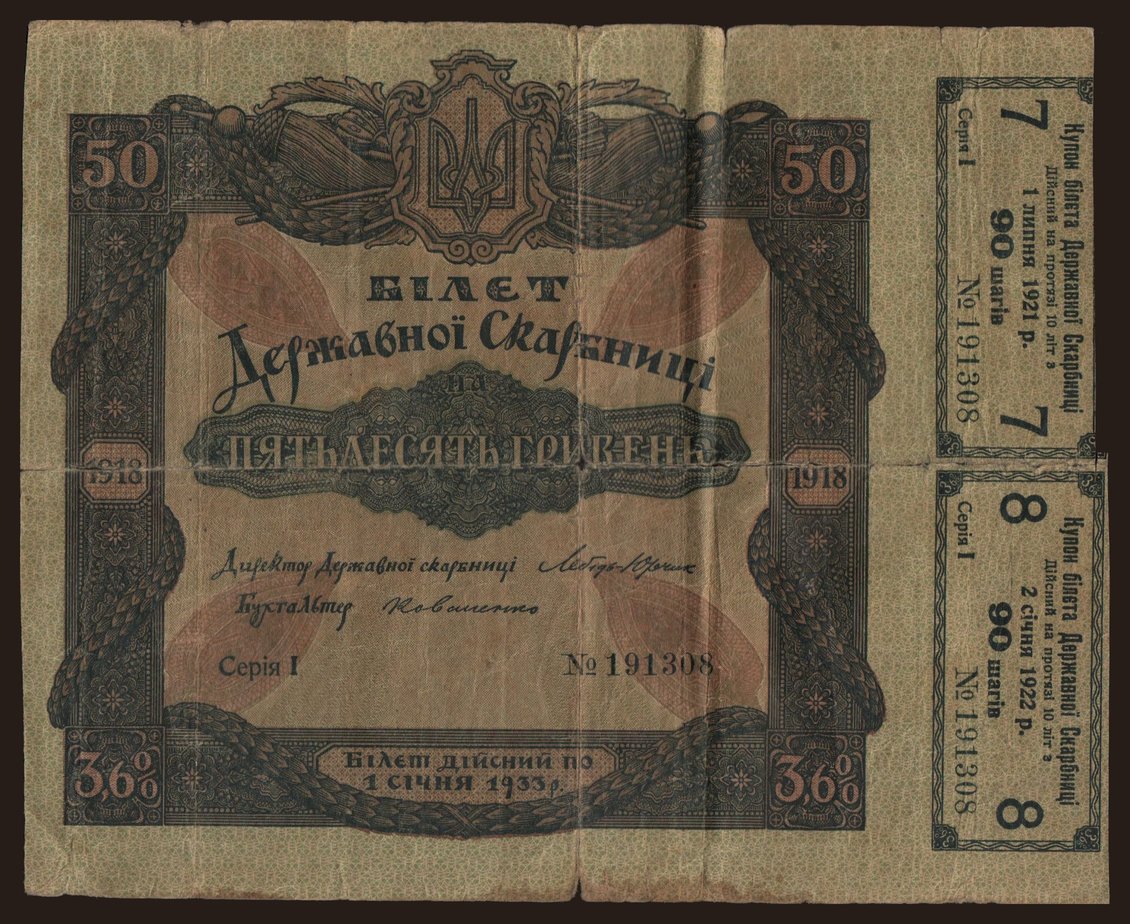 50
50
БІЛЕТ
Державної Скарбниці
НА
ПЯТЬДЕСЯТЬ ГРИВЕНЬ
1918
1918
Директор Державної скарбниці
Бухгальтер
Серія I
№ 191308
3,6%
Білет дійсний по
1 січня 1933 р.
3,6%
Купон білета Державної Скарбниці
дійсний на протязі 10 літ з
7 1 липня 1921 р. 7
90 шагів
Серія I № 191308
Купон білета Державної Скарбниці
дійсний на протязі 10 літ з
8 2 січня 1922 р. 8
90 шагів
Серія I № 191308